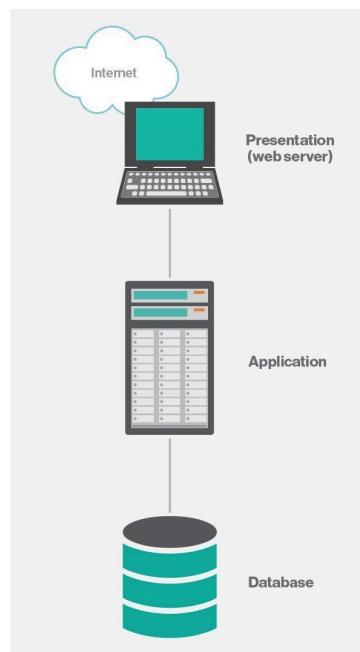 Internet
Presentation
(web server)
Application
Database